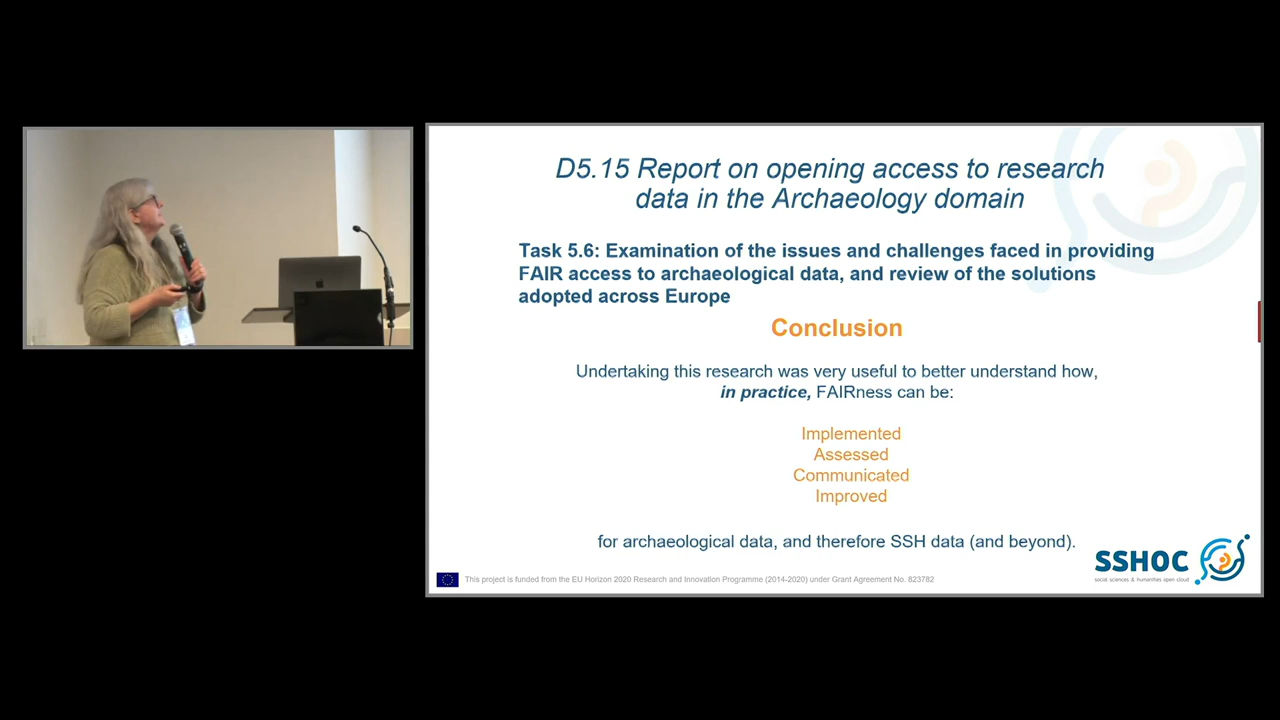 D5.15 Report on opening access to research
data in the Archaeology domain
Task 5.6: Examination of the issues and challenges faced in providing
FAIR access to archaeological data, and review of the solutions
adopted across Europe
Conclusion
Undertaking this research was very useful to better understand how,
in practice, FAIRness can be:
Implemented
Assessed
Communicated
Improved
for archaeological data, and therefore SSH data (and beyond).
SSHOC
social sciences & humanities open cloud
This project is funded from the EU Horizon 2020 Research and Innovation Programme (2014-2020) under Grant Agreement No. 823782